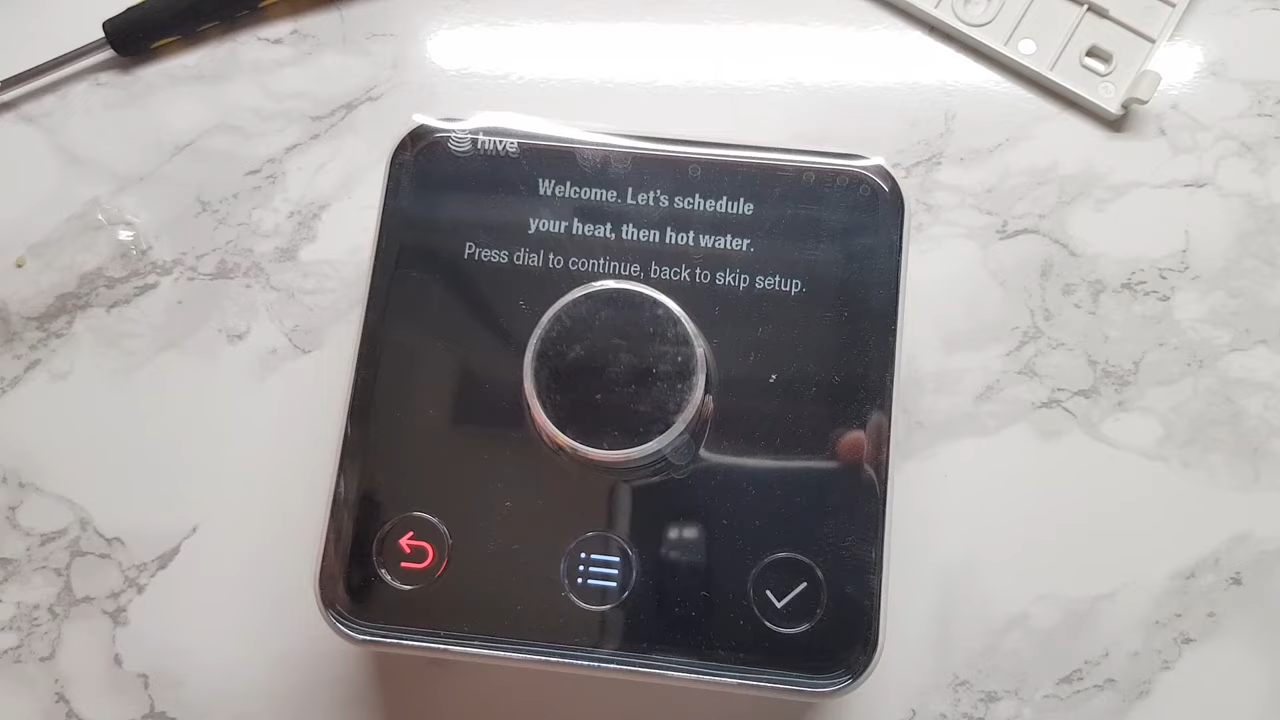 hive
Welcome. Let's schedule
your heat, then hot water.
Press dial to continue, back to skip setup.